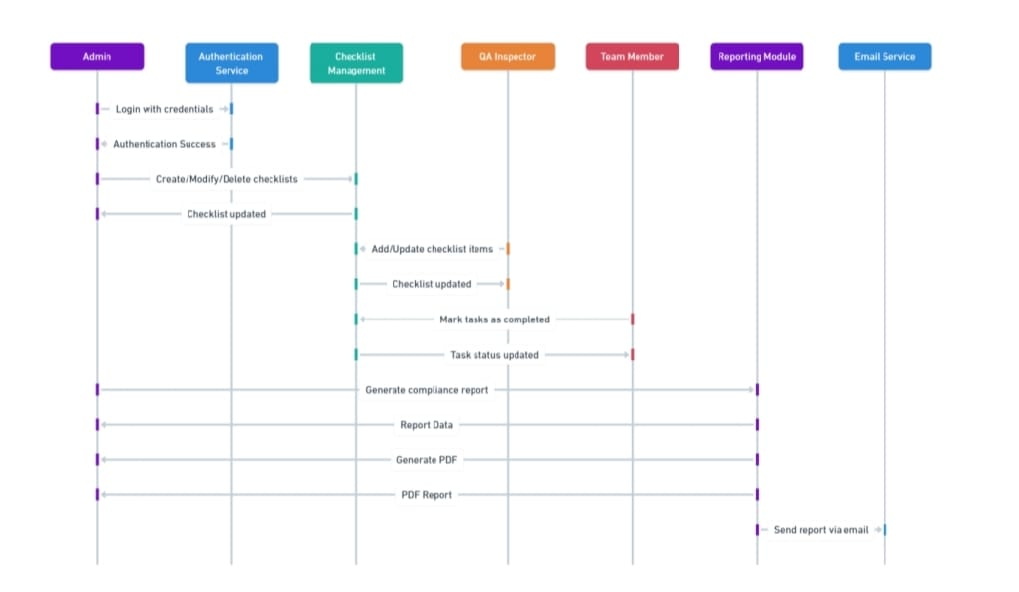 Admin
Authentication
Service
Checklist
Management
QA Inspector
Team Member
Reporting Module
Email Service
Login with credentials
Authentication Success
Create/Modify/Delete checklists
Checklist updated
Add/Update checklist items
Checklist updated
Mark tasks as completed
Task status updated
Generate compliance report
Report Data
Generate PDF
PDF Report
Send report via email